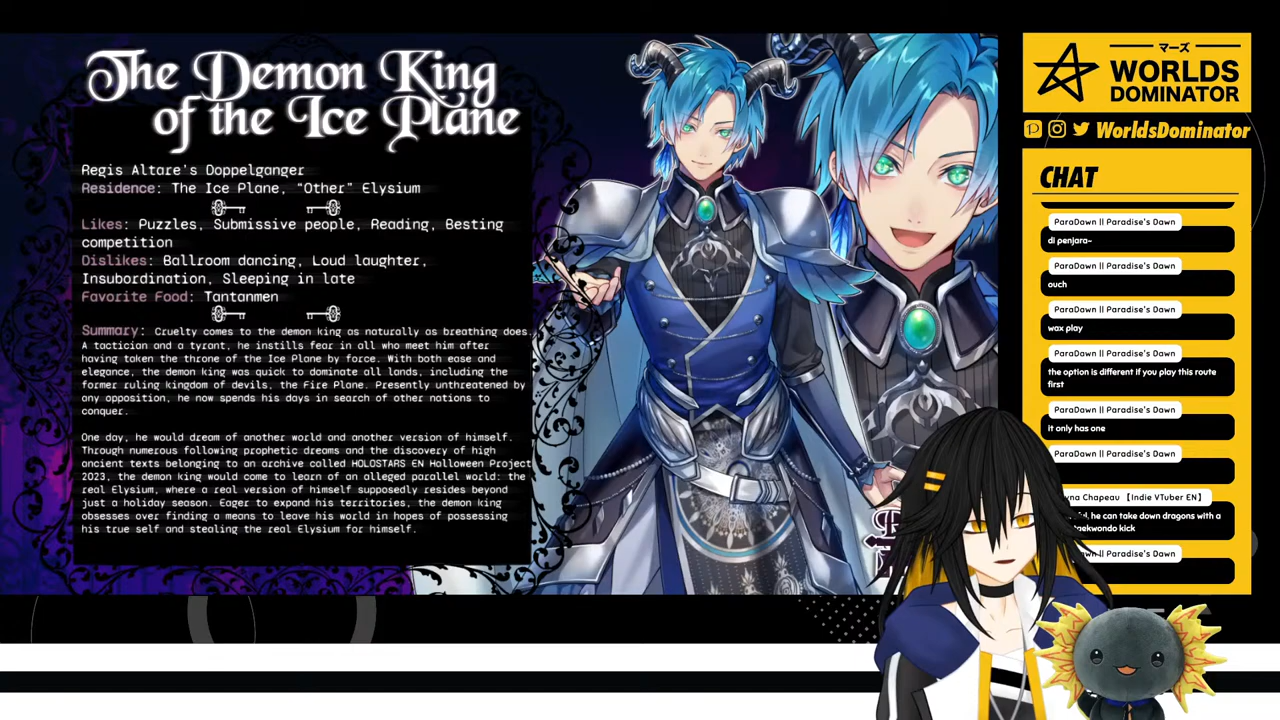 The Demon King
of the Ice Plane
Regis Altare's Doppelganger
Residence: The Ice Plane, "Other" Elysium
Likes: Puzzles, Submissive people, Reading, Besting
competition
Dislikes: Ballroom dancing, Loud laughter,
Insubordination, Sleeping in late
Favorite Food: Tantanmen
Summary: Cruelty comes to the demon king as naturally as breathing does.
A tactician and a tyrant, he instills fear in all who meet him after
having taken the throne of the Ice Plane by force. With both ease and
elegance, the demon king was quick to dominate all lands, including the
former ruling kingdom of devils, the Fire Plane. Presently unthreatened by
any opposition, he now spends his days in search of other nations to
conquer.
One day, he would dream of another world and another version of himself.
Through numerous following prophetic dreams and the discovery of high
ancient texts belonging to an archive called HOLOSTARS EN Halloween Project
2023, the demon king would come to learn of an alleged parallel world: the
real Elysium, where a real version of himself supposedly resides beyond
just a holiday season. Eager to expand his territories, the demon king
obsesses over finding a means to leave his world in hopes of possessing
his true self and stealing the real Elysium for himself.
マーズ
WORLDS
DOMINATOR
WorldsDominator
CHAT
ParaDawn || Paradise's Dawn
di penjara-
ParaDawn || Paradise's Dawn
ouch
ParaDawn || Paradise's Dawn
wax play
ParaDawn || Paradise's Dawn
the option is different if you play this route
first
ParaDawn || Paradise's Dawn
it only has one
ParaDawn || Paradise's Dawn
Chapeau 【Indie VTuber EN】
he can take down dragons with a
kick
|| Paradise's Dawn